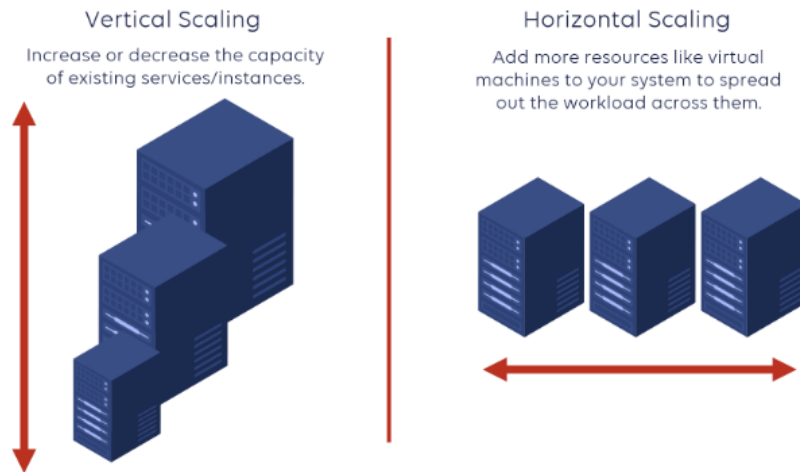 Vertical Scaling
Increase or decrease the capacity
of existing services/instances.
Horizontal Scaling
Add more resources like virtual
machines to your system to spread
out the workload across them.